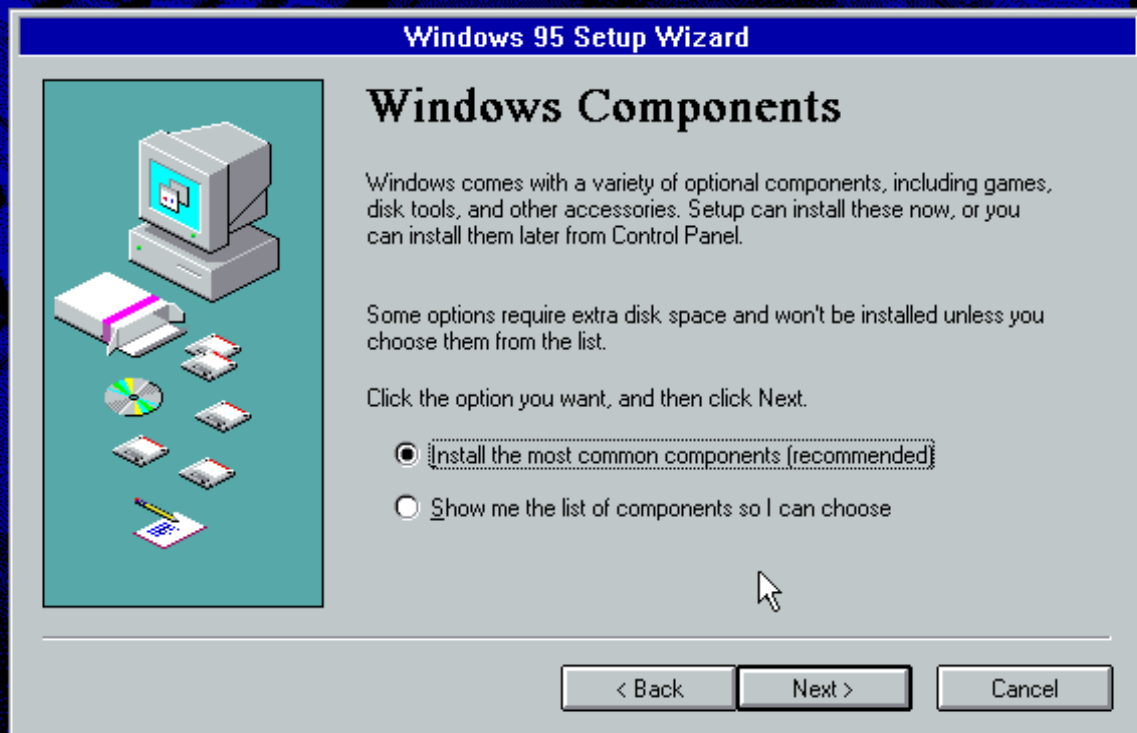 Windows 95 Setup Wizard
Windows Components
Windows comes with a variety of optional components, including games,
disk tools, and other accessories. Setup can install these now, or you
can install them later from Control Panel.
Some options require extra disk space and won't be installed unless you
choose them from the list.
Click the option you want, and then click Next.
Install the most common components (recommended)
Show me the list of components so I can choose
< Back
Next >
Cancel